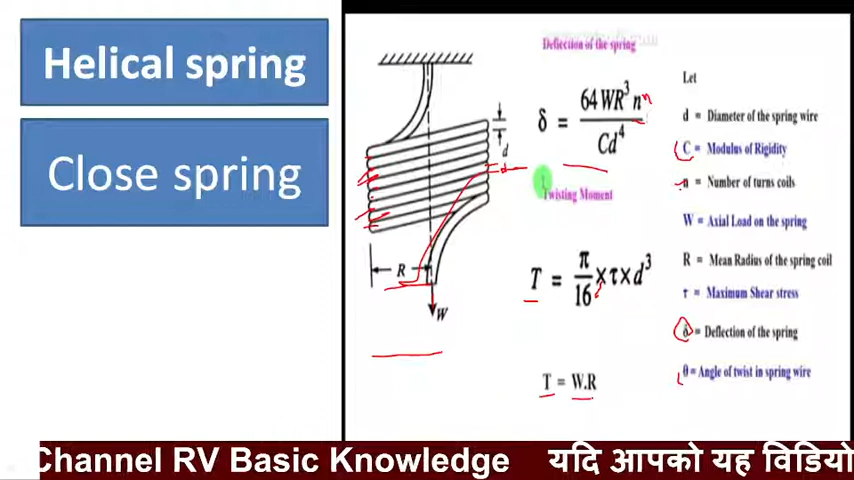 Helical spring
Close spring
Deflection of the spring
δ = 64 WR³ n / Cd⁴
n
d
d
R
W
Twisting Moment
T = π/16 × τ × d³
T = W.R
Let
d = Diameter of the spring wire
C = Modulus of Rigidity
n = Number of turns coils
W = Axial Load on the spring
R = Mean Radius of the spring coil
τ = Maximum Shear stress
δ = Deflection of the spring
θ = Angle of twist in spring wire
Channel RV Basic Knowledge यदि आपको यह विडियो